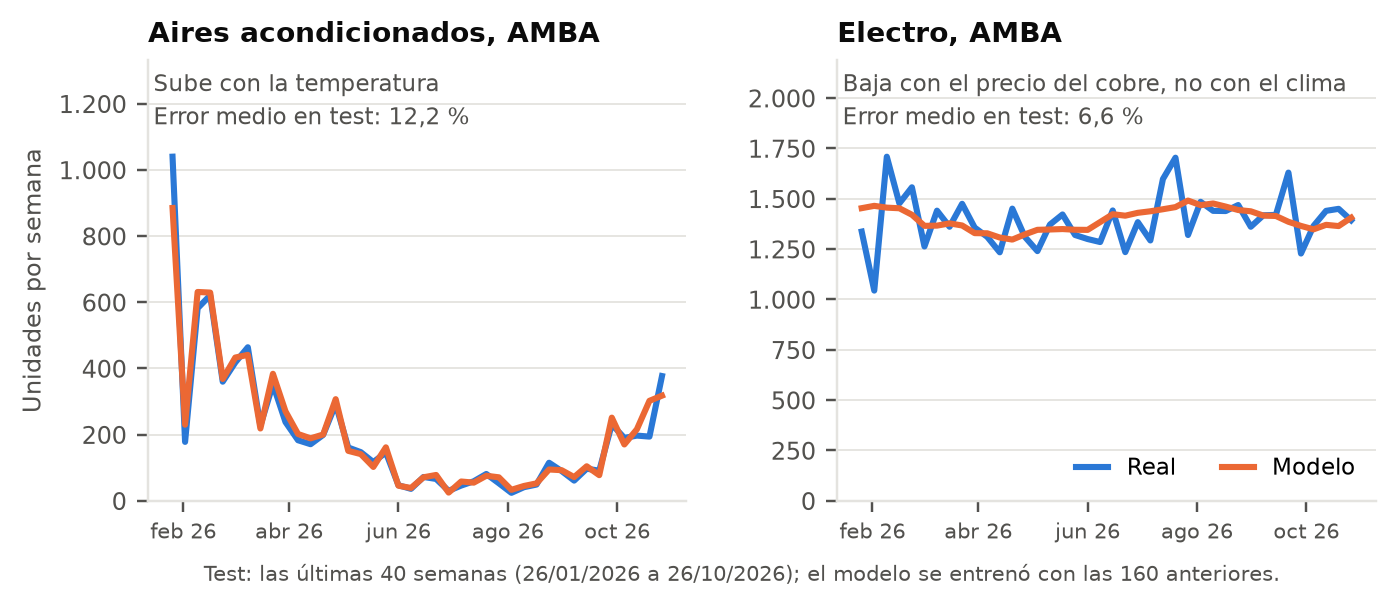 Aires acondicionados, AMBA
Sube con la temperatura
Error medio en test: 12,2 %
Unidades por semana
1.200
1.000
800
600
400
200
0
feb 26
abr 26
jun 26
ago 26
oct 26
Electro, AMBA
Baja con el precio del cobre, no con el clima
Error medio en test: 6,6 %
2.000
1.750
1.500
1.250
1.000
750
500
250
0
Real
Modelo
feb 26
abr 26
jun 26
ago 26
oct 26
Test: las últimas 40 semanas (26/01/2026 a 26/10/2026); el modelo se entrenó con las 160 anteriores.